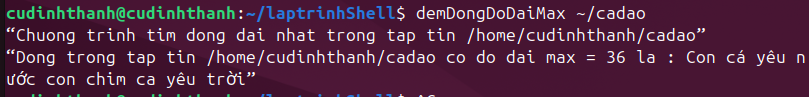 cudinhthanh@cudinhthanh:~/laptrinhShell$ demDongDoDaiMax ~/cadao
“Chuong trinh tim dong dai nhat trong tap tin /home/cudinhthanh/cadao”
“Dong trong tap tin /home/cudinhthanh/cadao co do dai max = 36 la : Con cá yêu n
ước con chim ca yêu trời”